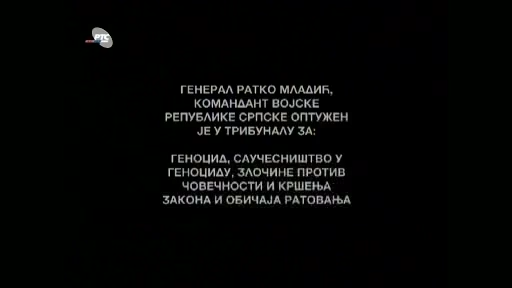 РТС
ГЕНЕРАЛ РАТКО МЛАДИЋ,
КОМАНДАНТ ВОЈСКЕ
РЕПУБЛИКЕ СРПСКЕ ОПТУЖЕН
ЈЕ У ТРИБУНАЛУ ЗА:
ГЕНОЦИД, САУЧЕСНИШТВО У
ГЕНОЦИДУ, ЗЛОЧИНЕ ПРОТИВ
ЧОВЕЧНОСТИ И КРШЕЊА
ЗАКОНА И ОБИЧАЈА РАТОВАЊА